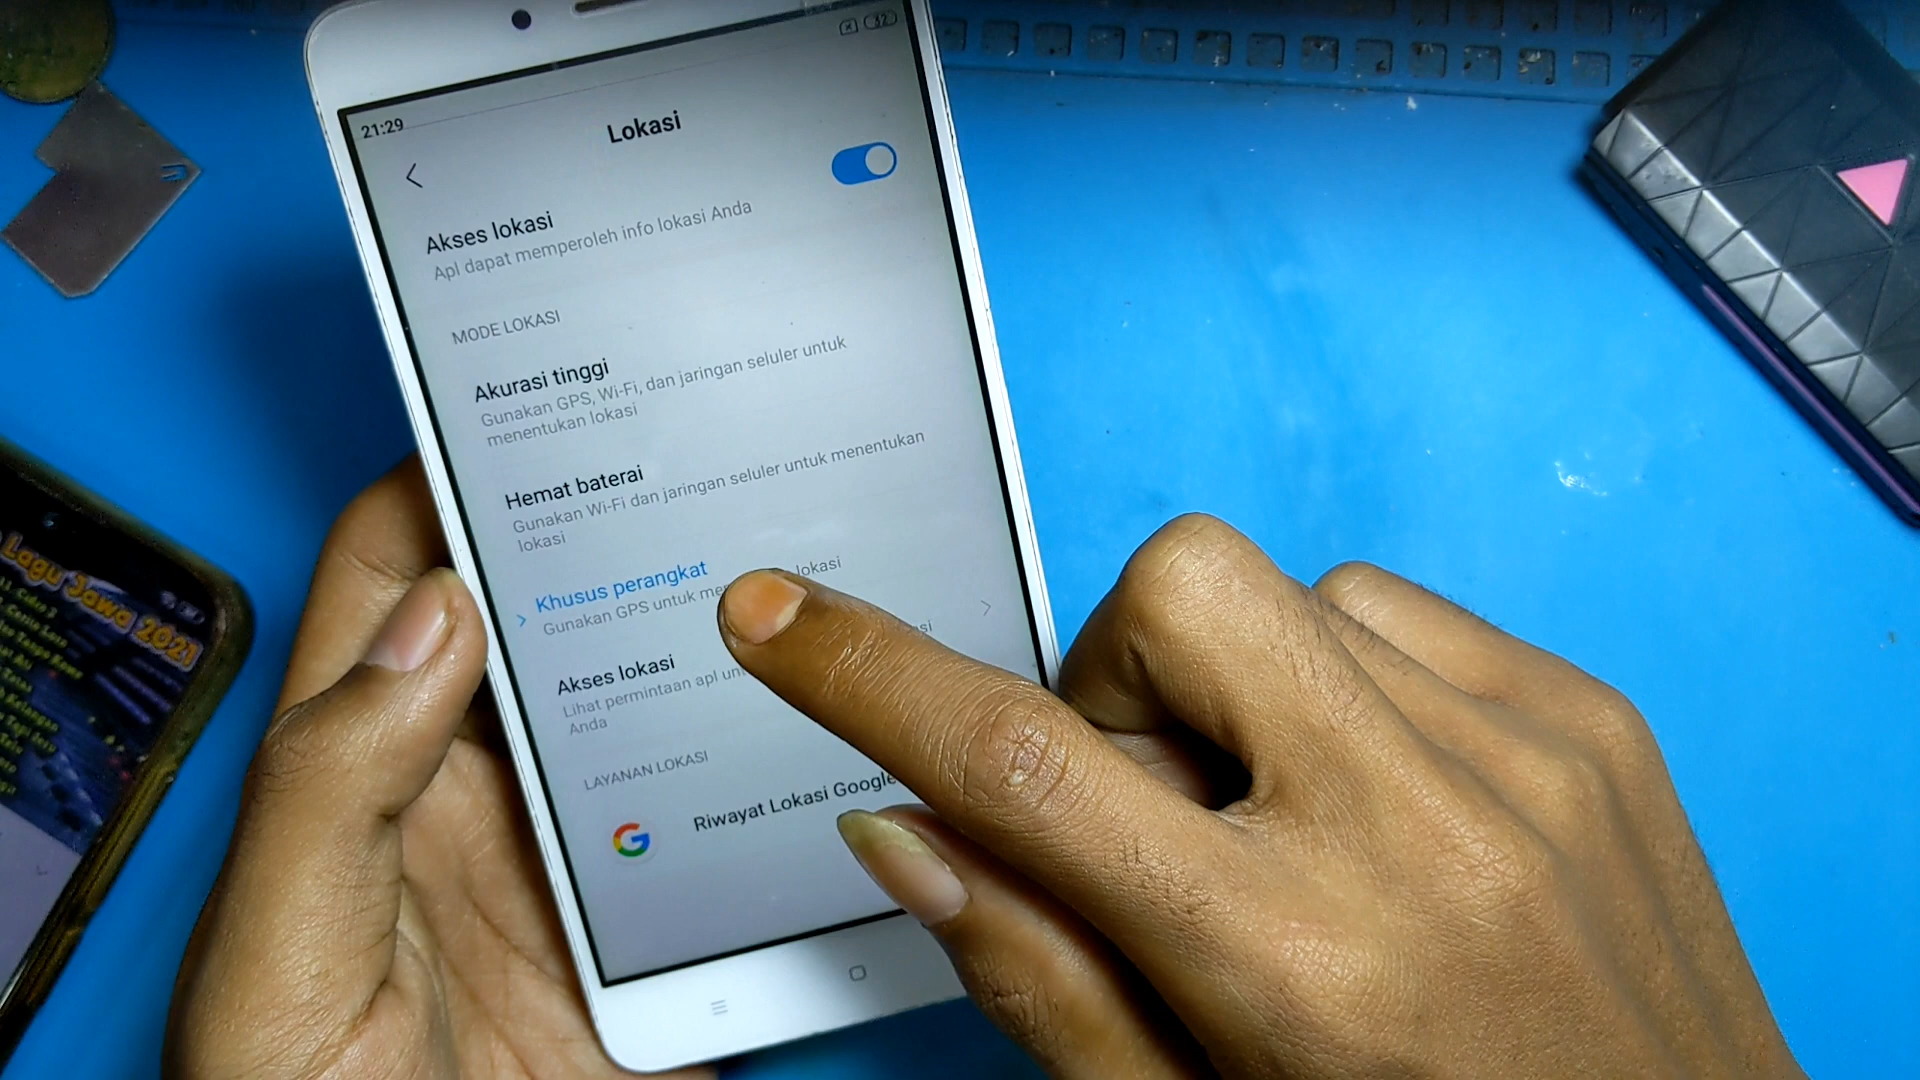 21:29
32
Lokasi
Akses lokasi
Apl dapat memperoleh info lokasi Anda
MODE LOKASI
Akurasi tinggi
Gunakan GPS, Wi-Fi, dan jaringan seluler untuk
menentukan lokasi
Hemat baterai
Gunakan Wi-Fi dan jaringan seluler untuk menentukan
lokasi
Khusus perangkat
Gunakan GPS untuk lokasi
Akses lokasi
Lihat permintaan apl
Anda
LAYANAN LOKASI
G
Riwayat Lokasi Google
Lagu Jawa 2021